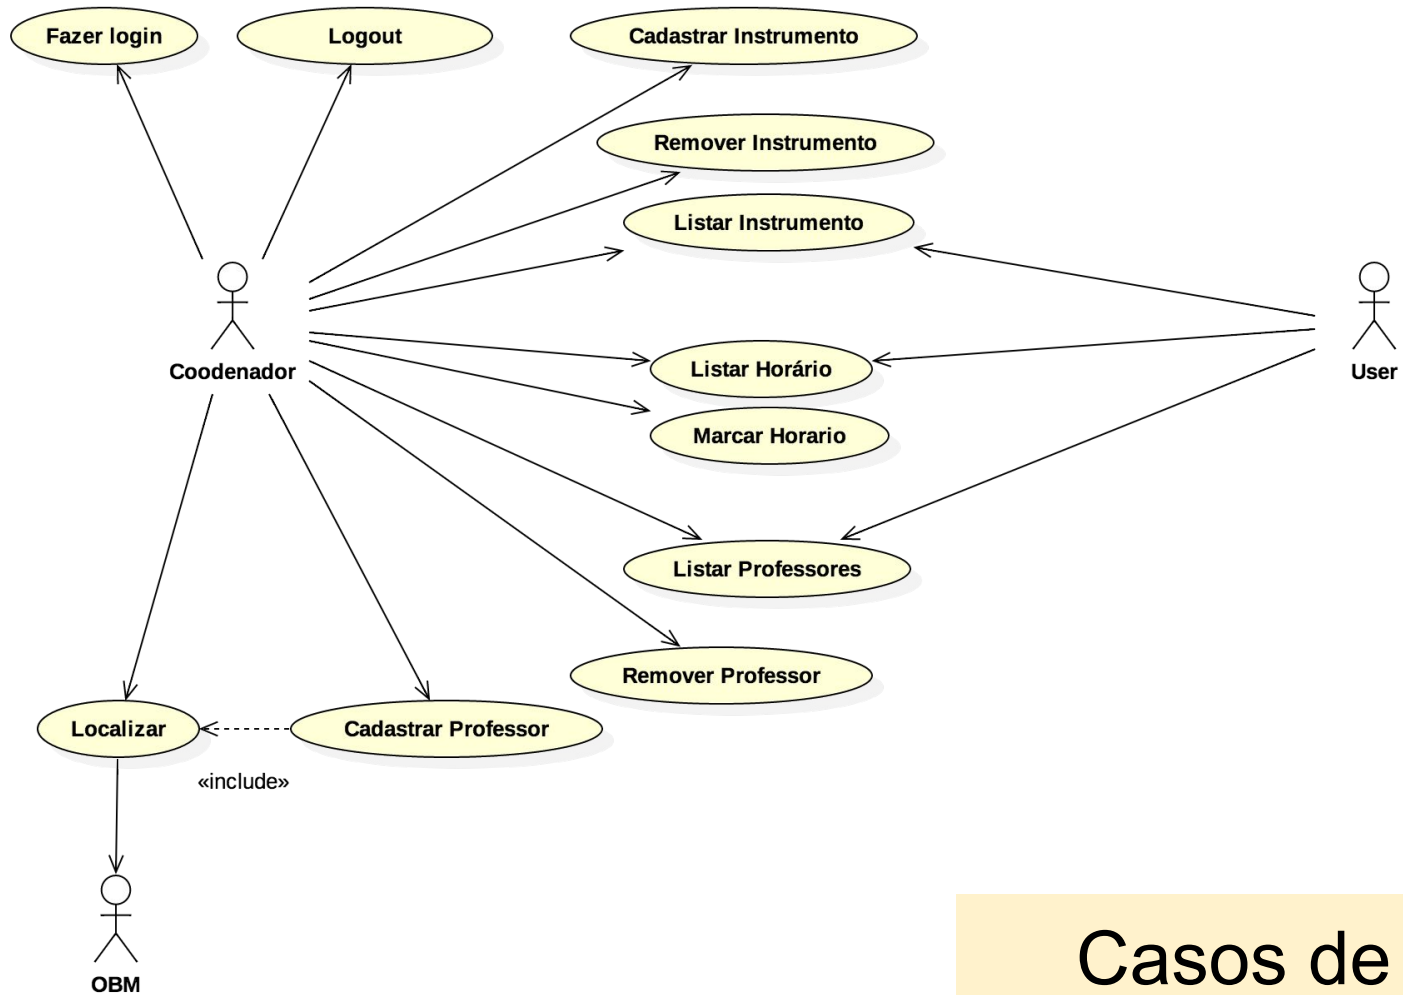 Fazer login
Logout
Cadastrar Instrumento
Remover Instrumento
Listar Instrumento
Coodenador
Listar Horário
User
Marcar Horario
Listar Professores
Remover Professor
Localizar
Cadastrar Professor
«include»
OBM
Casos de